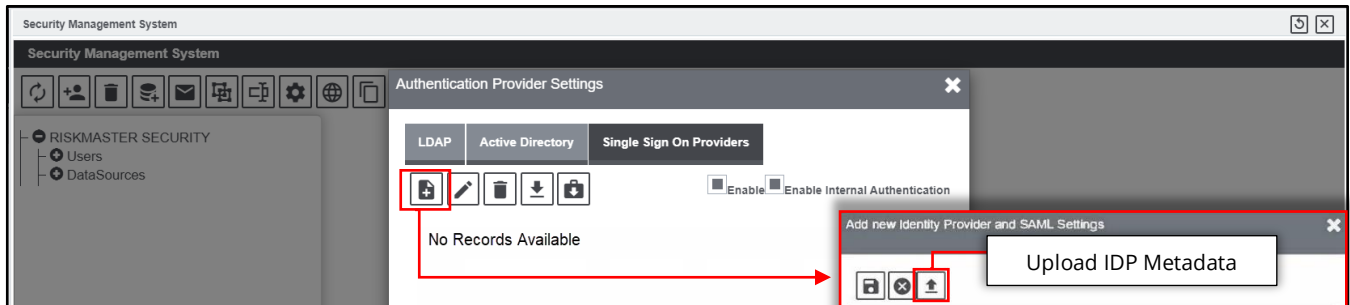 Security Management System
Security Management System
Authentication Provider Settings
RISKMASTER SECURITY
Users
DataSources
LDAP Active Directory Single Sign On Providers
Enable Enable Internal Authentication
No Records Available
Add new Identity Provider and SAML Settings
Upload IDP Metadata